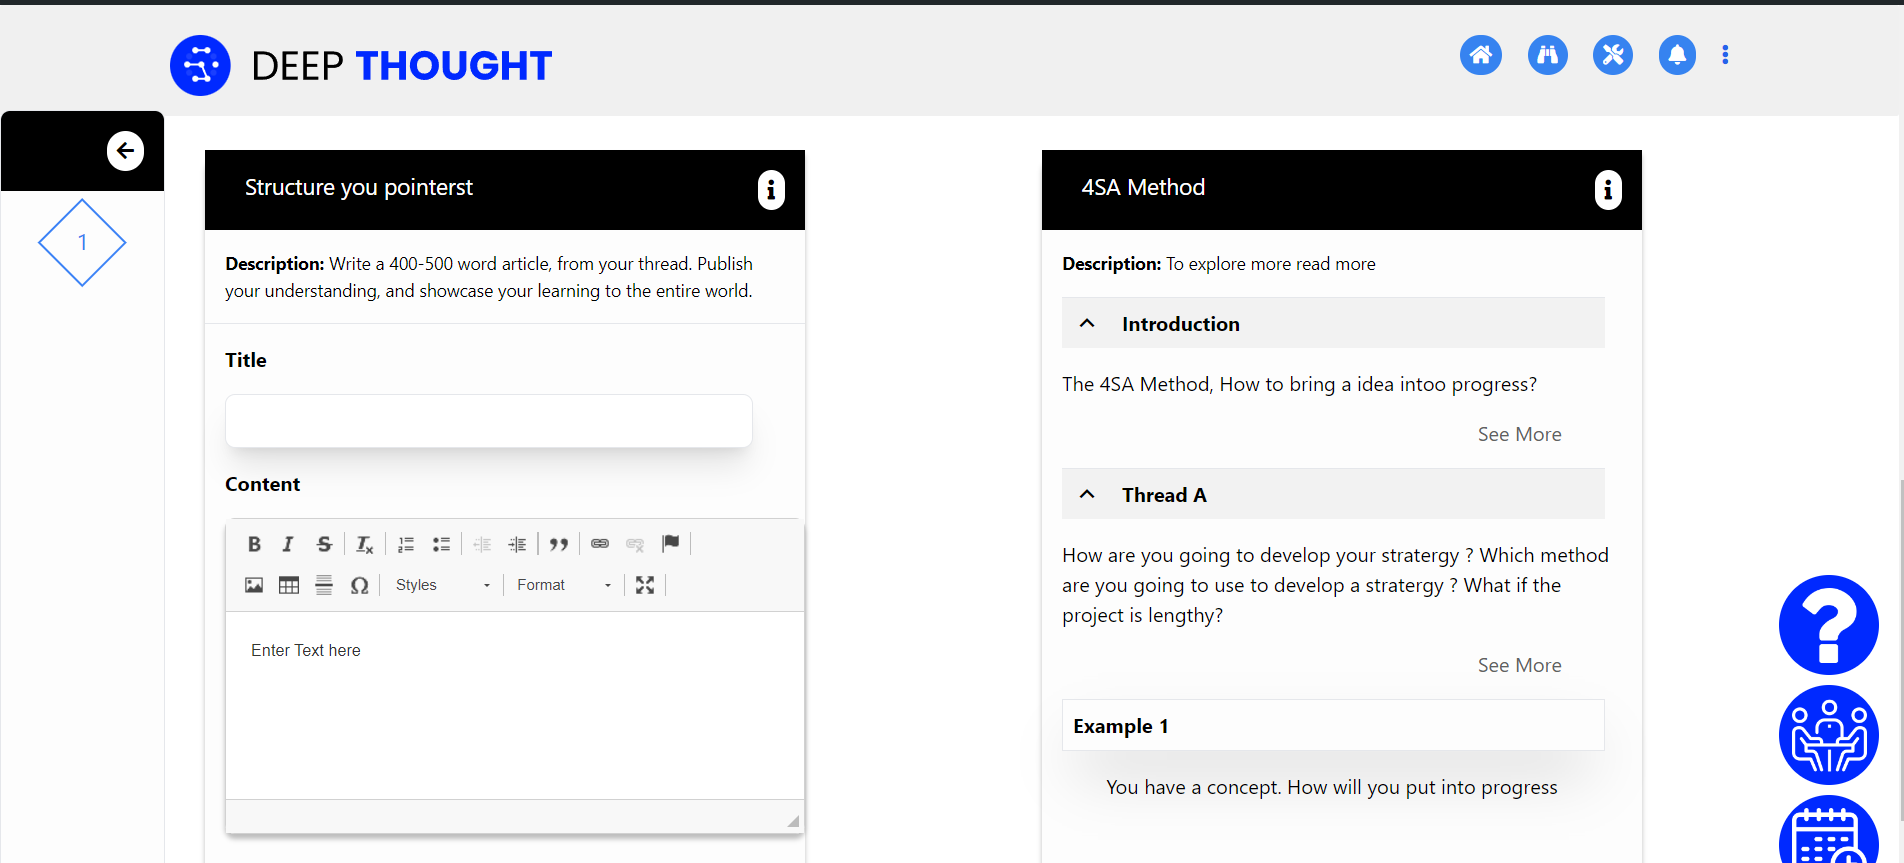 DEEP THOUGHT
1
Structure you pointerst
Description: Write a 400-500 word article, from your thread. Publish
your understanding, and showcase your learning to the entire world.
Title
Content
Styles
Format
Enter Text here
4SA Method
Description: To explore more read more
Introduction
The 4SA Method, How to bring a idea intoo progress?
See More
Thread A
How are you going to develop your stratergy ? Which method
are you going to use to develop a stratergy ? What if the
project is lengthy?
See More
Example 1
You have a concept. How will you put into progress